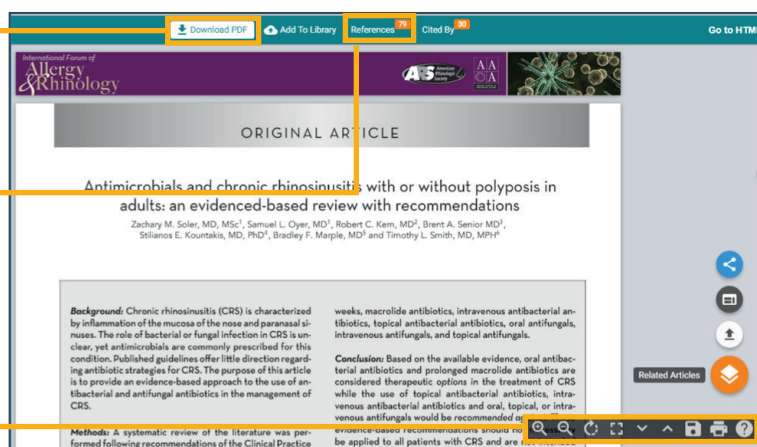 Download PDF Add To Library References 79 Cited By 30 Go to HTM
International Forum of
Allergy
&Rhinology
ARS American Rhinologic Society
AA
OA
ORIGINAL ARTICLE
Antimicrobials and chronic rhinosinusitis with or without polyposis in
adults: an evidenced-based review with recommendations
Zachary M. Soler, MD, MSc¹, Samuel L. Oyer, MD¹, Robert C. Kern, MD², Brent A. Senior MD³,
Stilianos E. Kountakis, MD, PhD⁴, Bradley F. Marple, MD⁵ and Timothy L. Smith, MD, MPH⁶
Background: Chronic rhinosinusitis (CRS) is characterized
by inflammation of the mucosa of the nose and paranasal si-
nuses. The role of bacterial or fungal infection in CRS is un-
clear, yet antimicrobials are commonly prescribed for this
condition. Published guidelines offer little direction regard-
ing antibiotic strategies for CRS. The purpose of this article
is to provide an evidence-based approach to the use of an-
tibacterial and antifungal antibiotics in the management of
CRS.
Methods: A systematic review of the literature was per-
formed following recommendations of the Clinical Practice
weeks, macrolide antibiotics, intravenous antibacterial an-
tibiotics, topical antibacterial antibiotics, oral antifungals,
intravenous antifungals, and topical antifungals.
Conclusion: Based on the available evidence, oral antibac-
terial antibiotics and prolonged macrolide antibiotics are
considered therapeutic options in the treatment of CRS
while the use of topical antibacterial antibiotics, intra-
venous antibacterial antibiotics and oral, topical, or intra-
venous antifungals would be recommended
evidence-based recommendations should
be applied to all patients with CRS and are
Related Articles